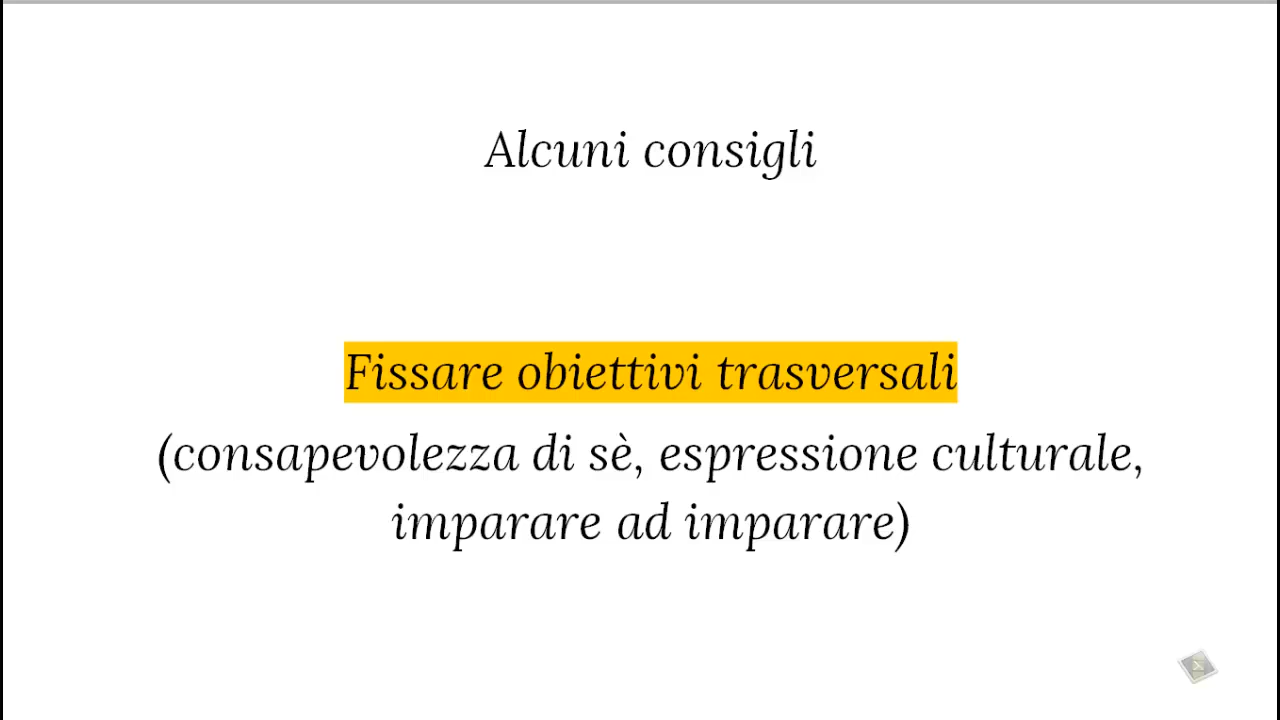 Alcuni consigli
Fissare obiettivi trasversali
(consapevolezza di sè, espressione culturale,
imparare ad imparare)